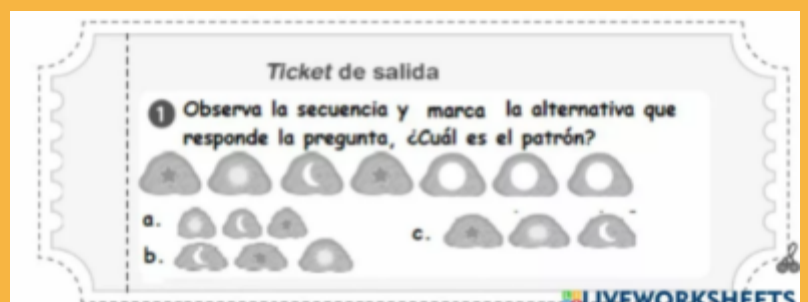 Ticket de salida
1 Observa la secuencia y marca la alternativa que
responde la pregunta, ¿Cuál es el patrón?
a.
c.
b.
LIVEWORKSHEETS